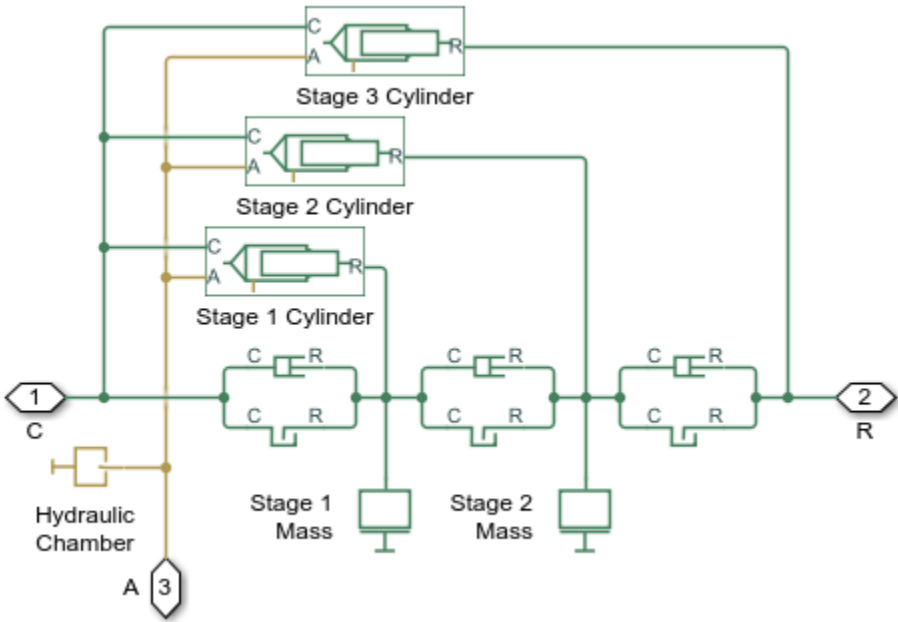 C
A
R
Stage 3 Cylinder
C
A
R
Stage 2 Cylinder
C
A
R
Stage 1 Cylinder
C R C R C R
1 2
C R C R C R
C R
Stage 1
Mass
Stage 2
Mass
Hydraulic
Chamber
A 3